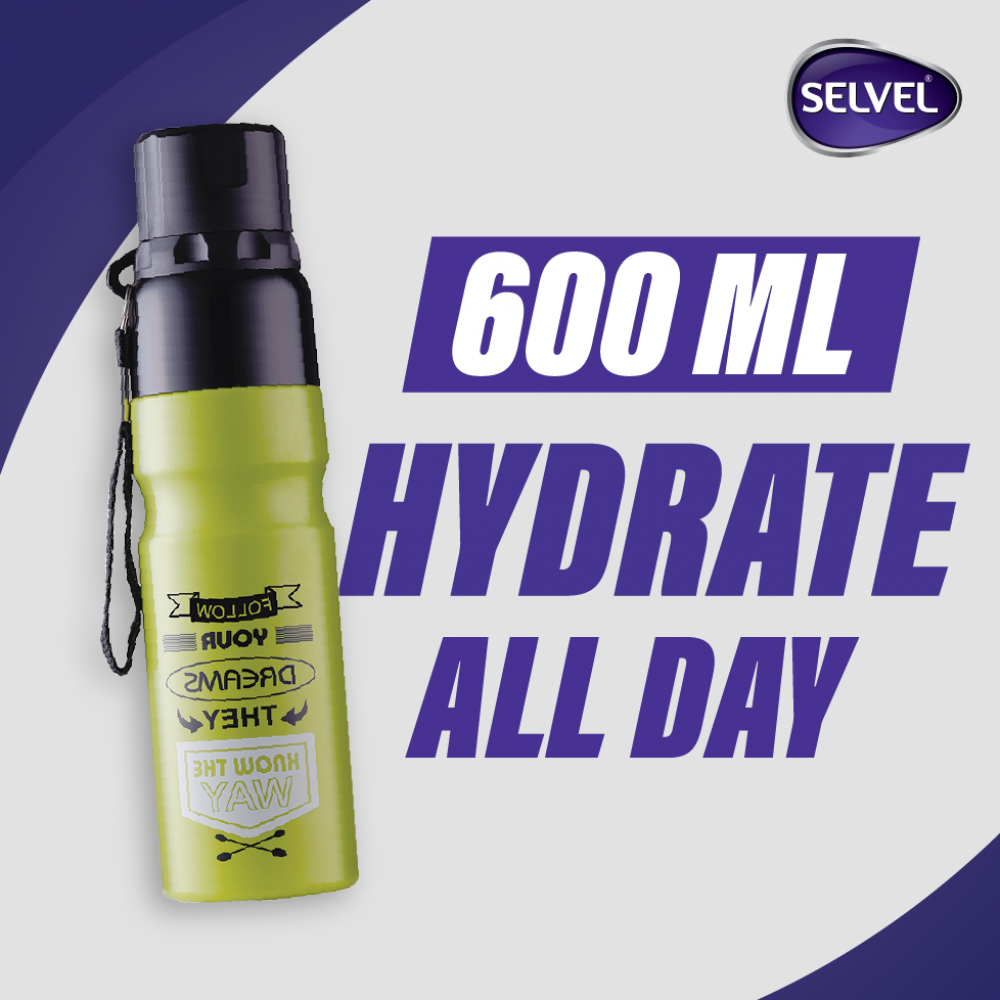 SELVEL®
600 ML
HYDRATE
ALL DAY
FOLLOW
YOUR
DREAMS
THEY
KNOW THE
WAY